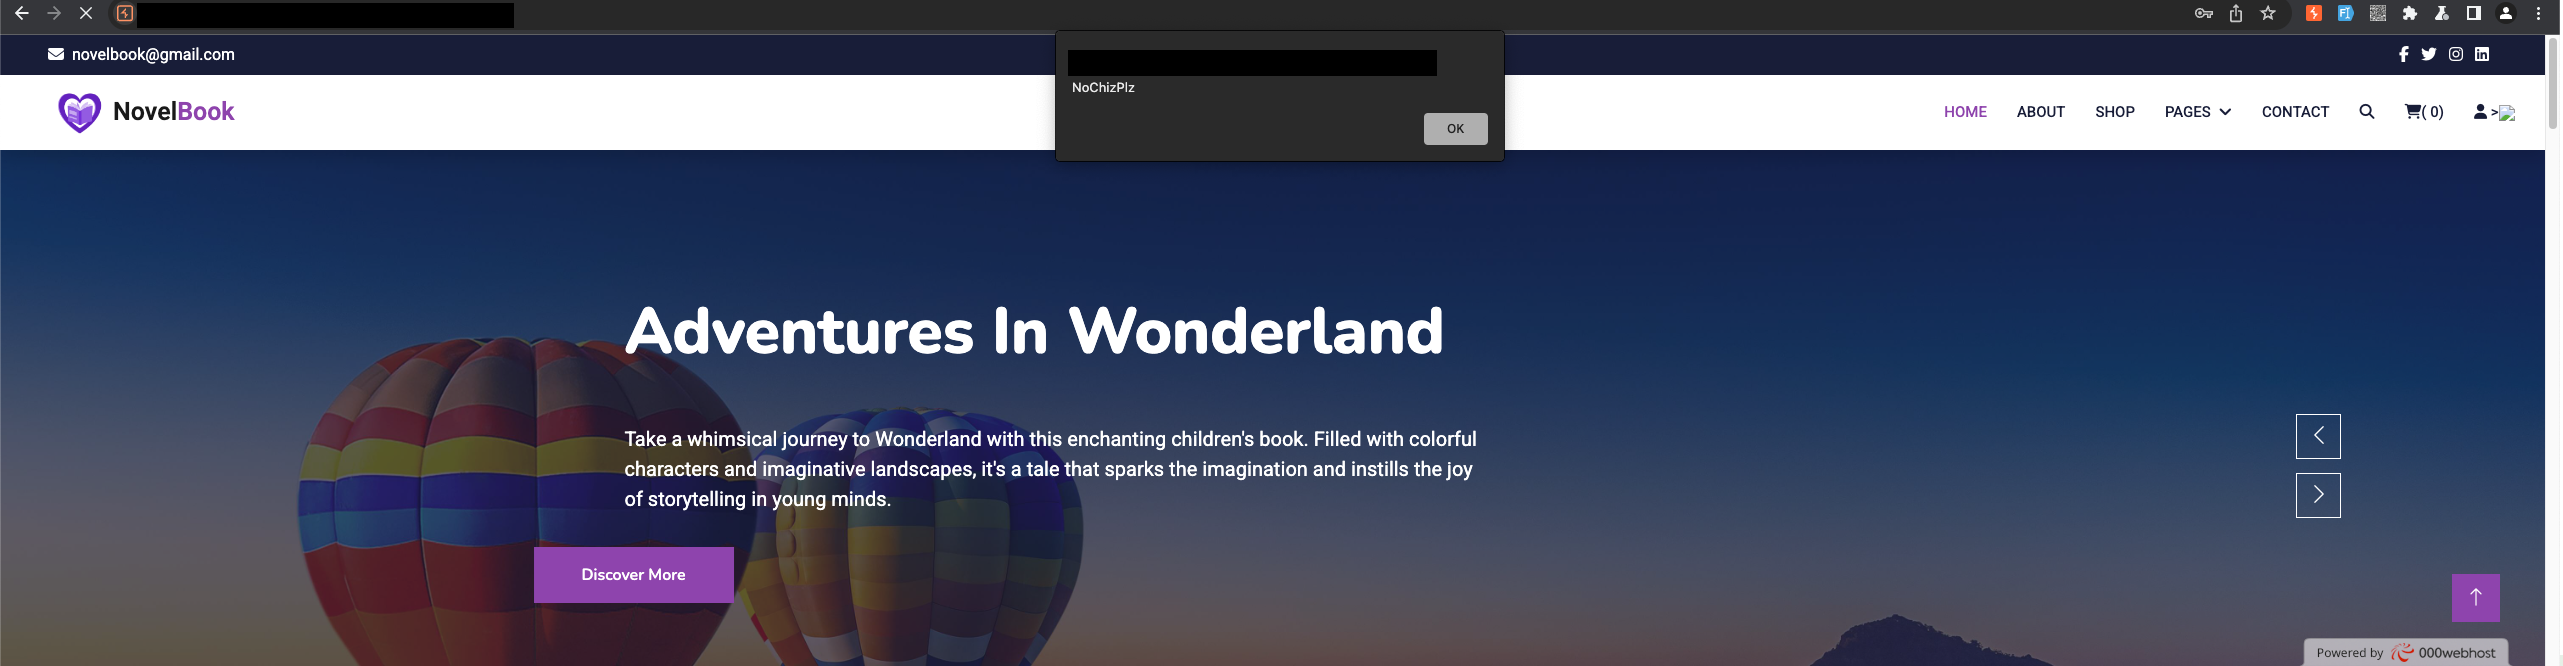 novelbook@gmail.com
NoChizPlz
OK
NovelBook
HOME ABOUT SHOP PAGES CONTACT ( 0) >
Adventures In Wonderland
Take a whimsical journey to Wonderland with this enchanting children's book. Filled with colorful
characters and imaginative landscapes, it's a tale that sparks the imagination and instills the joy
of storytelling in young minds.
Discover More
Powered by 000webhost